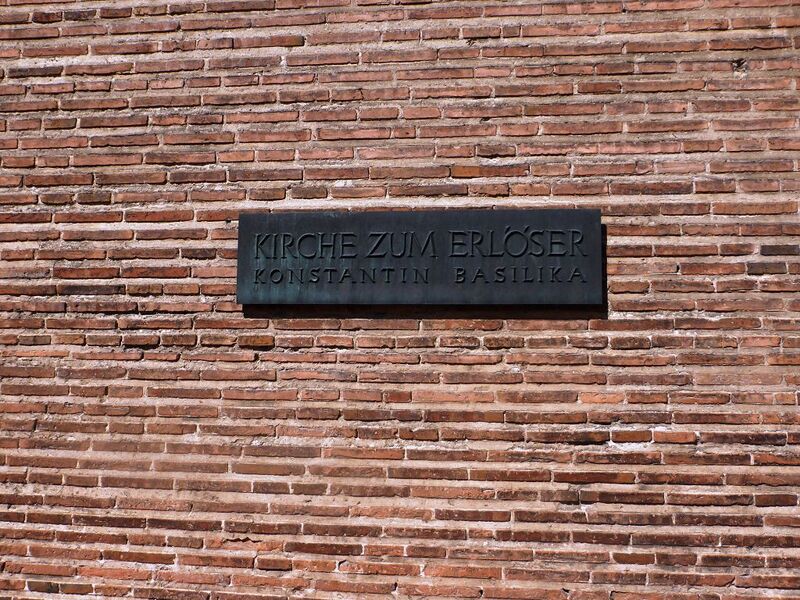 KIRCHE ZUM ERLÖSER
KONSTANTIN BASILIKA